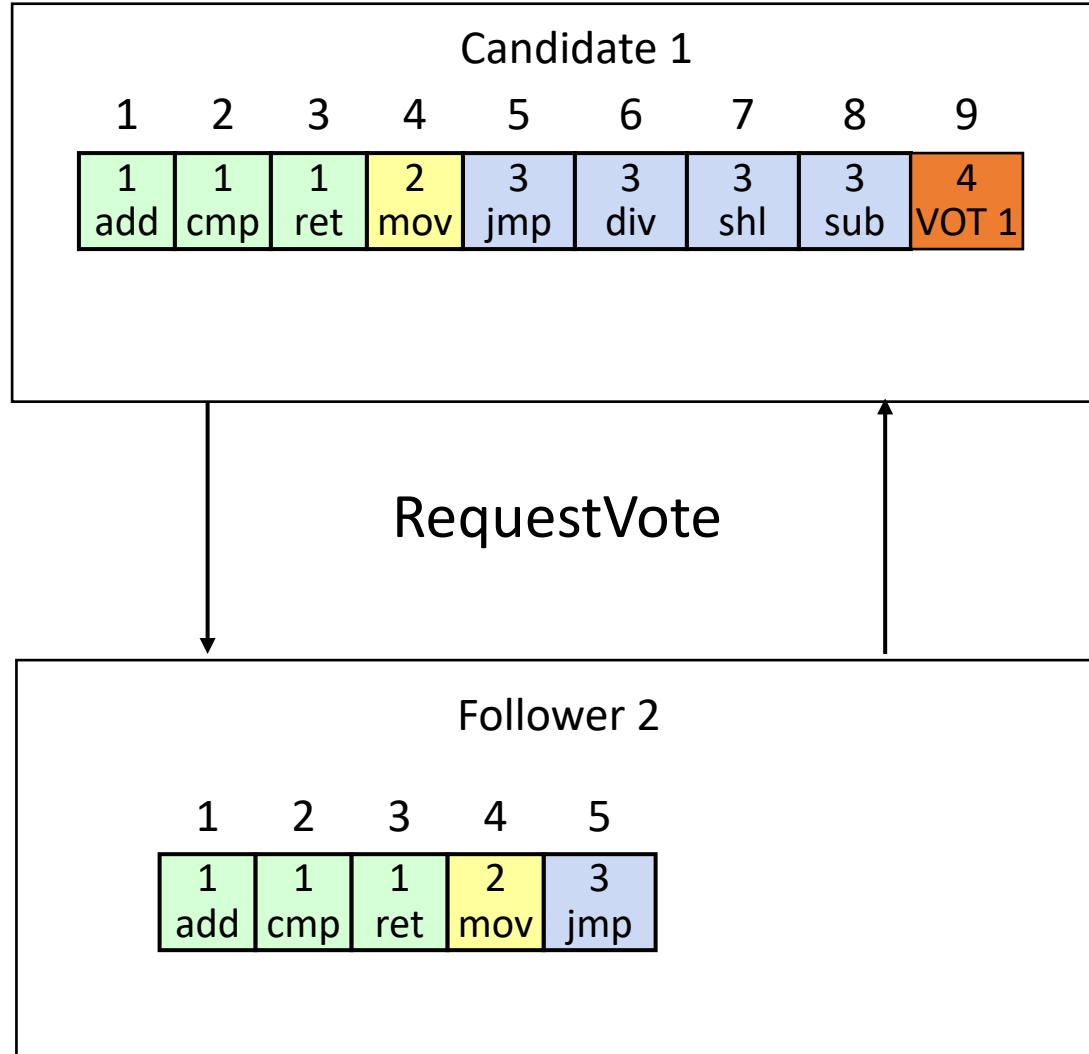 Candidate 1
1 2 3 4 5 6 7 8 9
1 1 1 2 3 3 3 3 4
add cmp ret mov jmp div shl sub VOT 1
RequestVote
Follower 2
1 2 3 4 5
1 1 1 2 3
add cmp ret mov jmp